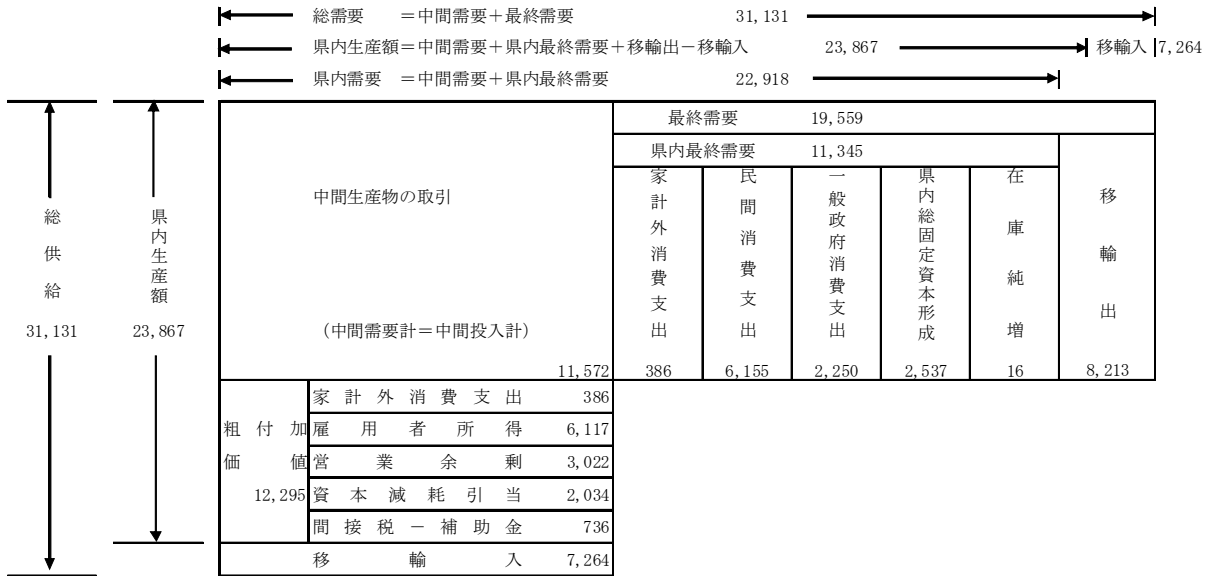 総需要　＝中間需要＋最終需要　31,131
県内生産額＝中間需要＋県内最終需要＋移輸出－移輸入　23,867　移輸入 7,264
県内需要　＝中間需要＋県内最終需要　22,918
最終需要　19,559
県内最終需要　11,345
中間生産物の取引
（中間需要計＝中間投入計）
11,572
家計外消費支出
386
民間消費支出
6,155
一般政府消費支出
2,250
県内総固定資本形成
2,537
在庫純増
16
移輸出
8,213
総供給
31,131
県内生産額
23,867
粗付加価値
12,295
家計外消費支出　386
雇用者所得　6,117
営業余剰　3,022
資本減耗引当　2,034
間接税－補助金　736
移輸入　7,264